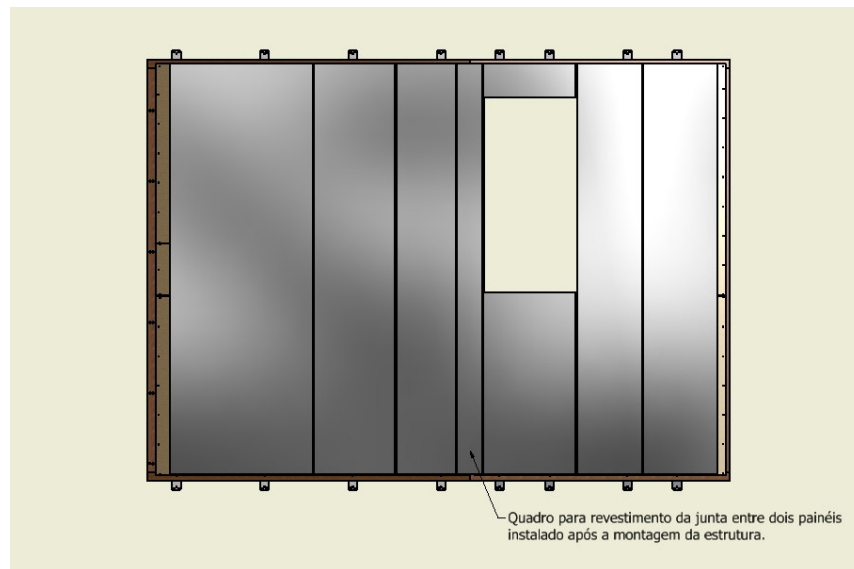 Quadro para revestimento da junta entre dois painéis
instalado após a montagem da estrutura.